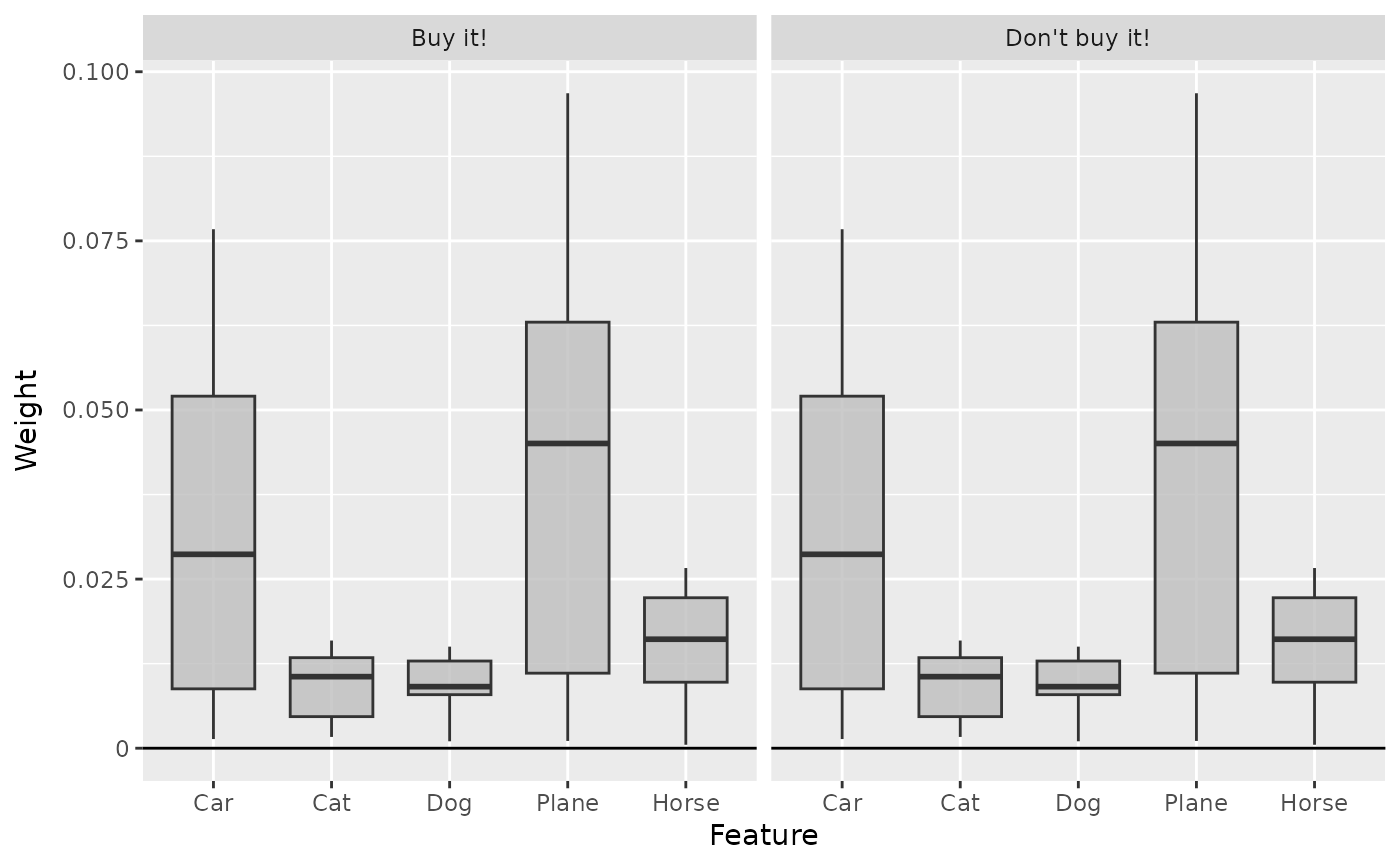 Buy it!
Don't buy it!
0.100
0.075
0.050
0.025
0
Weight
Car Cat Dog Plane Horse
Car Cat Dog Plane Horse
Feature